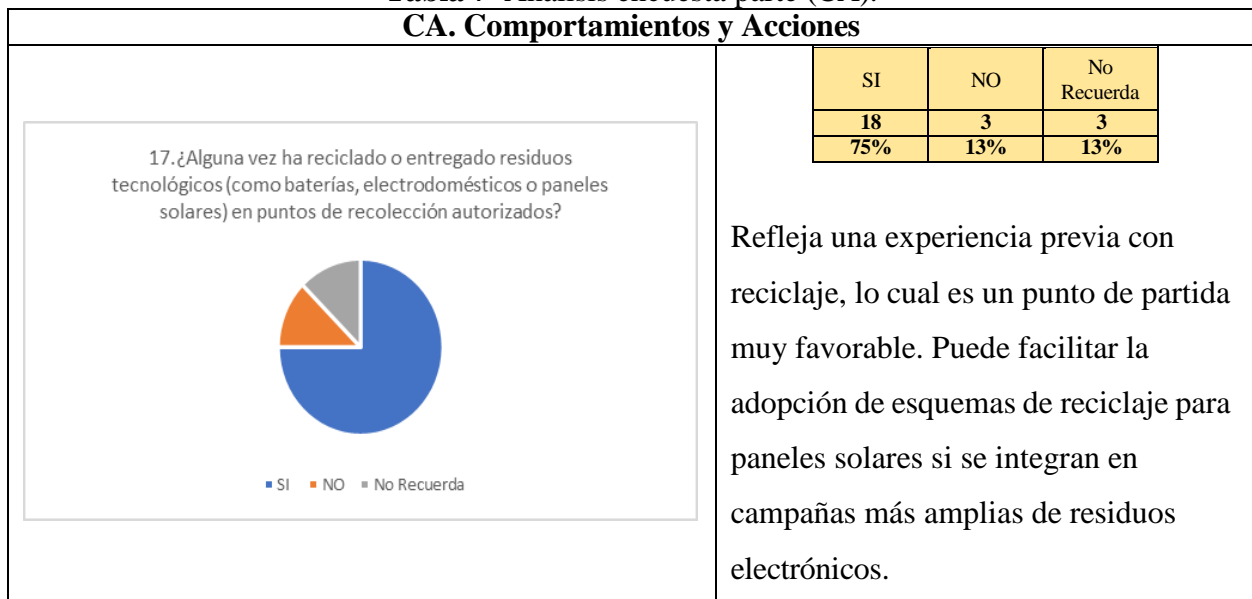 Tabla 7 Análisis encuesta parte (CA).
CA. Comportamientos y Acciones
17.¿Alguna vez ha reciclado o entregado residuos
tecnológicos (como baterías, electrodomésticos o paneles
solares) en puntos de recolección autorizados?
SI NO No Recuerda
SI NO No
Recuerda
18 3 3
75% 13% 13%
Refleja una experiencia previa con
reciclaje, lo cual es un punto de partida
muy favorable. Puede facilitar la
adopción de esquemas de reciclaje para
paneles solares si se integran en
campañas más amplias de residuos
electrónicos.